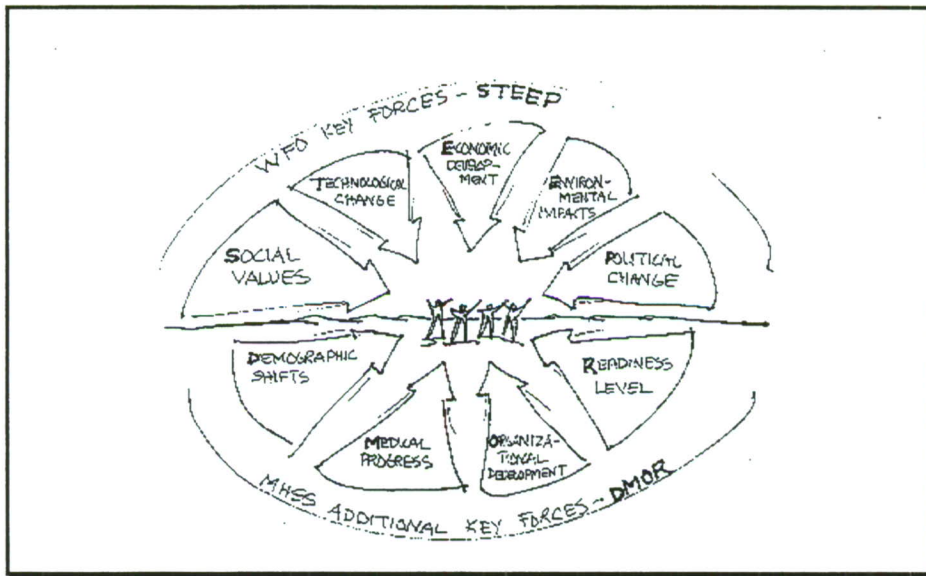 WFO KEY FORCES - STEEP
ECONOMIC
DEVELOP-
MENT
TECHNOLOGICAL
CHANGE
ENVIRON-
MENTAL
IMPACTS
SOCIAL
VALUES
POLITICAL
CHANGE
DEMOGRAPHIC
SHIFTS
READINESS
LEVEL
MEDICAL
PROGRESS
ORGANIZA-
TIONAL
DEVELOPMENT
MHSS ADDITIONAL KEY FORCES - DMOR